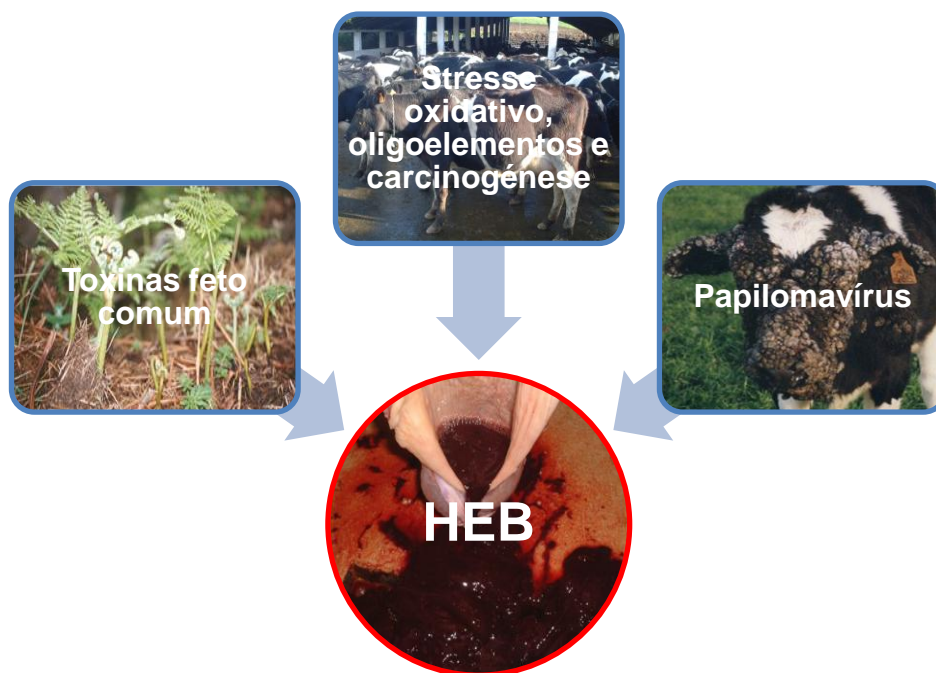 Stresse
oxidativo,
oligoelementos e
carcinogénese
Toxinas feto
comum
Papilomavírus
HEB